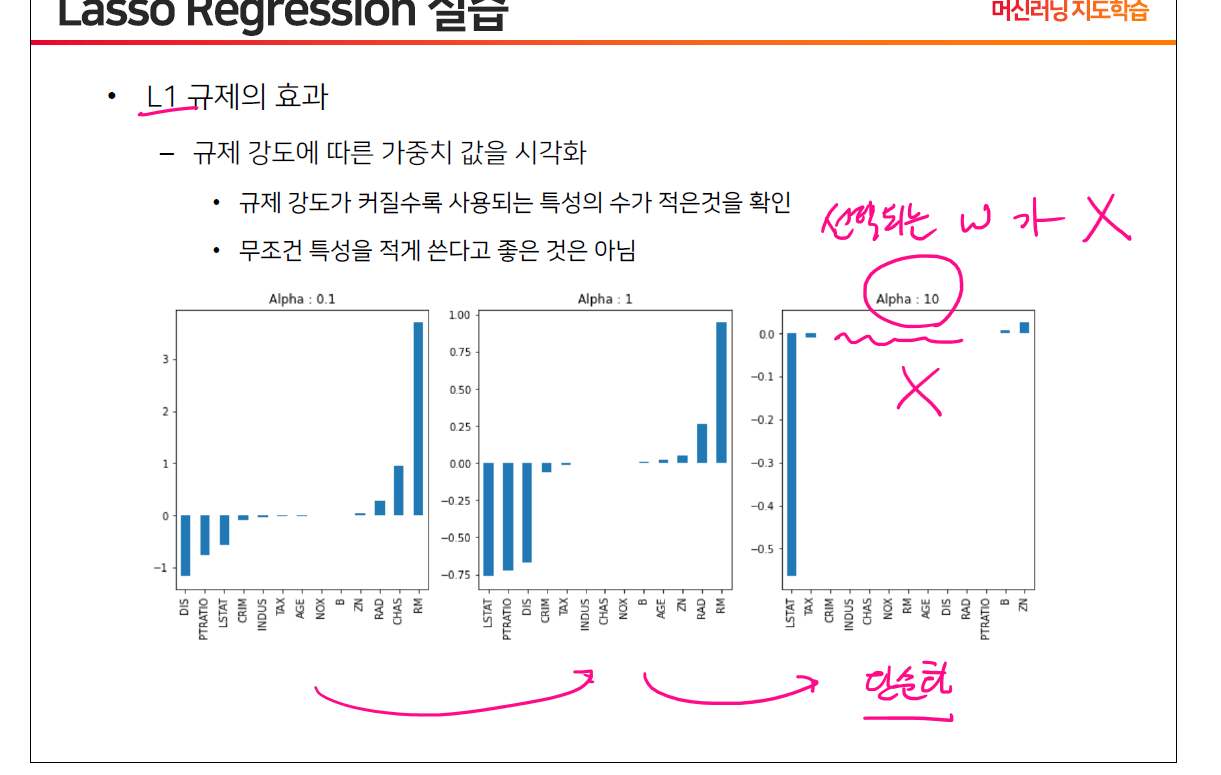 Lasso Regression 실습
머신러닝 지도학습
• L1 규제의 효과
– 규제 강도에 따른 가중치 값을 시각화
• 규제 강도가 커질수록 사용되는 특성의 수가 적은것을 확인
• 무조건 특성을 적게 쓴다고 좋은 것은 아님
선택되는 w 가 X
Alpha : 0.1
3
2
1
0
−1
DIS PTRATIO LSTAT CRIM INDUS TAX AGE NOX B ZN RAD CHAS RM
Alpha : 1
1.00
0.75
0.50
0.25
0.00
−0.25
−0.50
−0.75
LSTAT PTRATIO DIS CRIM TAX INDUS CHAS NOX B AGE ZN RAD RM
Alpha : 10
0.0
−0.1
−0.2
−0.3
−0.4
−0.5
X
LSTAT TAX CRIM INDUS CHAS NOX RM AGE DIS RAD PTRATIO B ZN
단순화